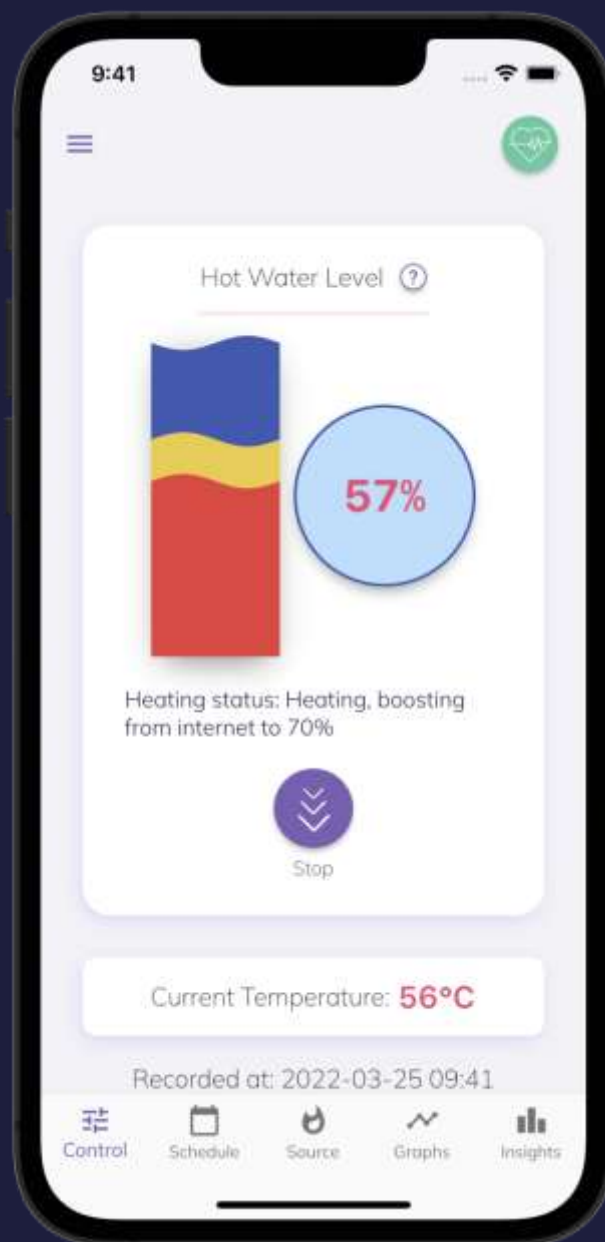 9:41
Hot Water Level ?
57%
Heating status: Heating, boosting
from internet to 70%
Stop
Current Temperature: 56°C
Recorded at: 2022-03-25 09:41
Control Schedule Source Graphs Insights